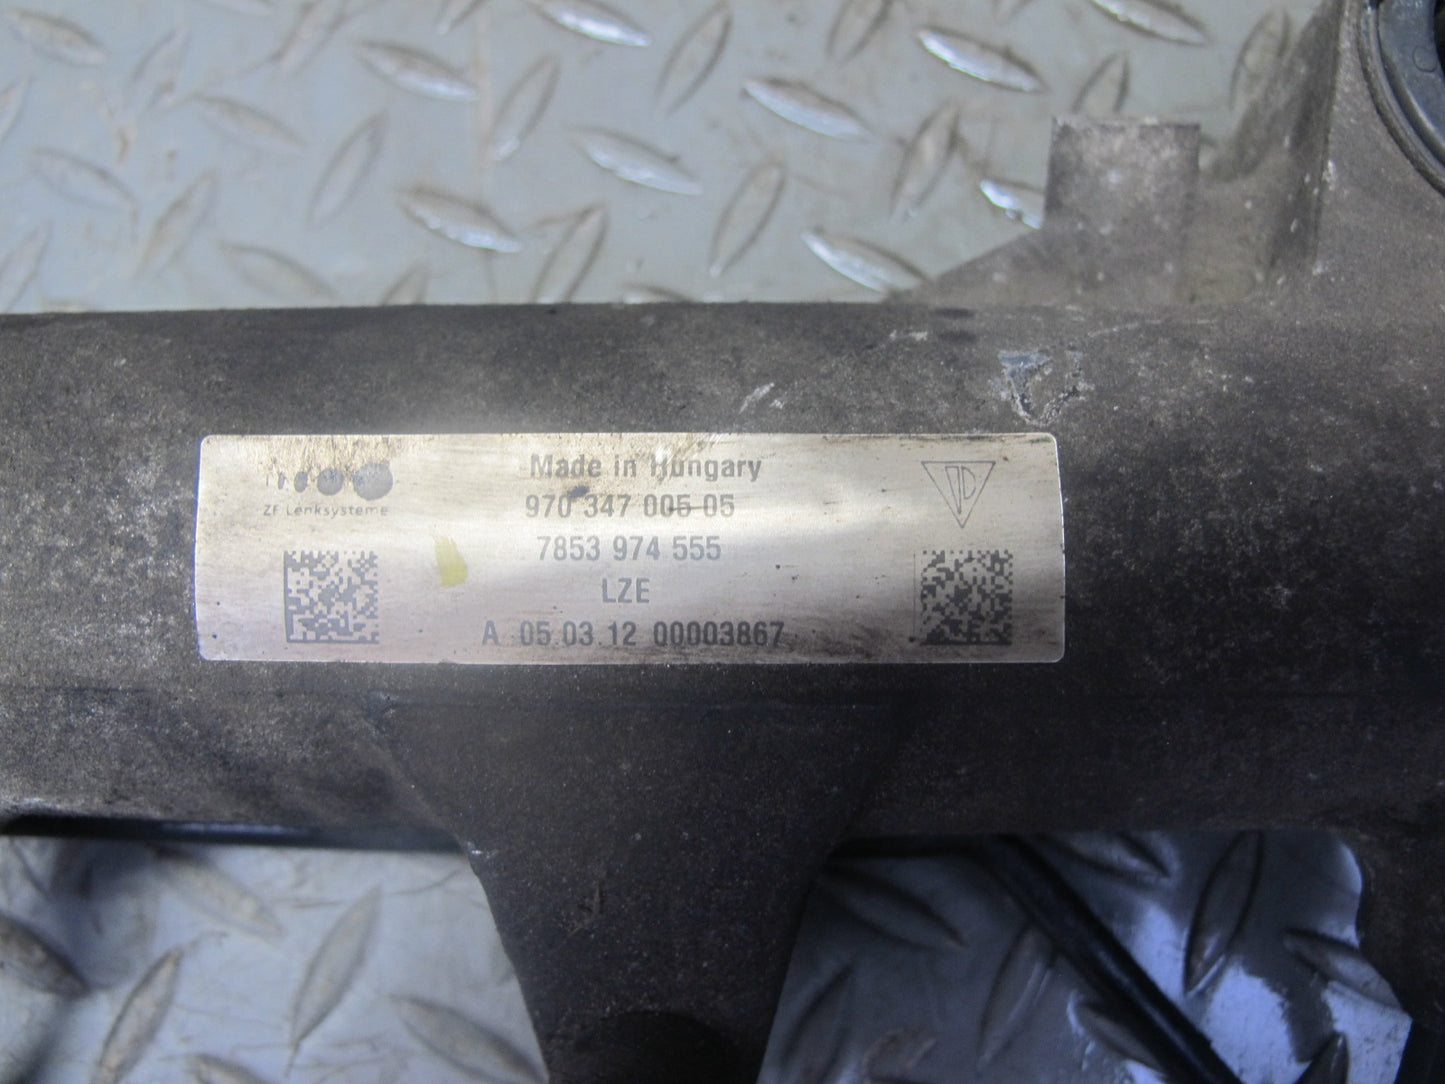 ZF Lenksysteme
Made in Hungary
970 347 005 05
7853 974 555
LZE
A 05.03.12 00003867